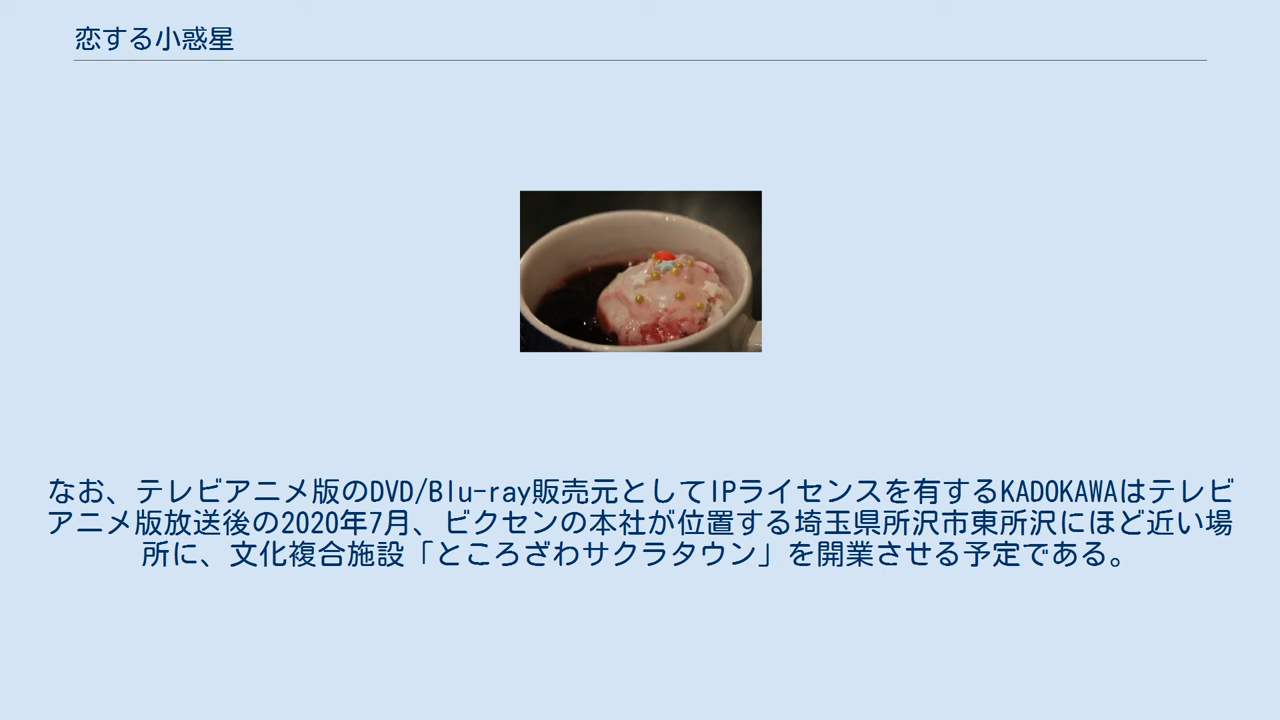 恋する小惑星
なお、テレビアニメ版のDVD/Blu-ray販売元としてIPライセンスを有するKADOKAWAはテレビ
アニメ版放送後の2020年7月、ビクセンの本社が位置する埼玉県所沢市東所沢にほど近い場
所に、文化複合施設「ところざわサクラタウン」を開業させる予定である。